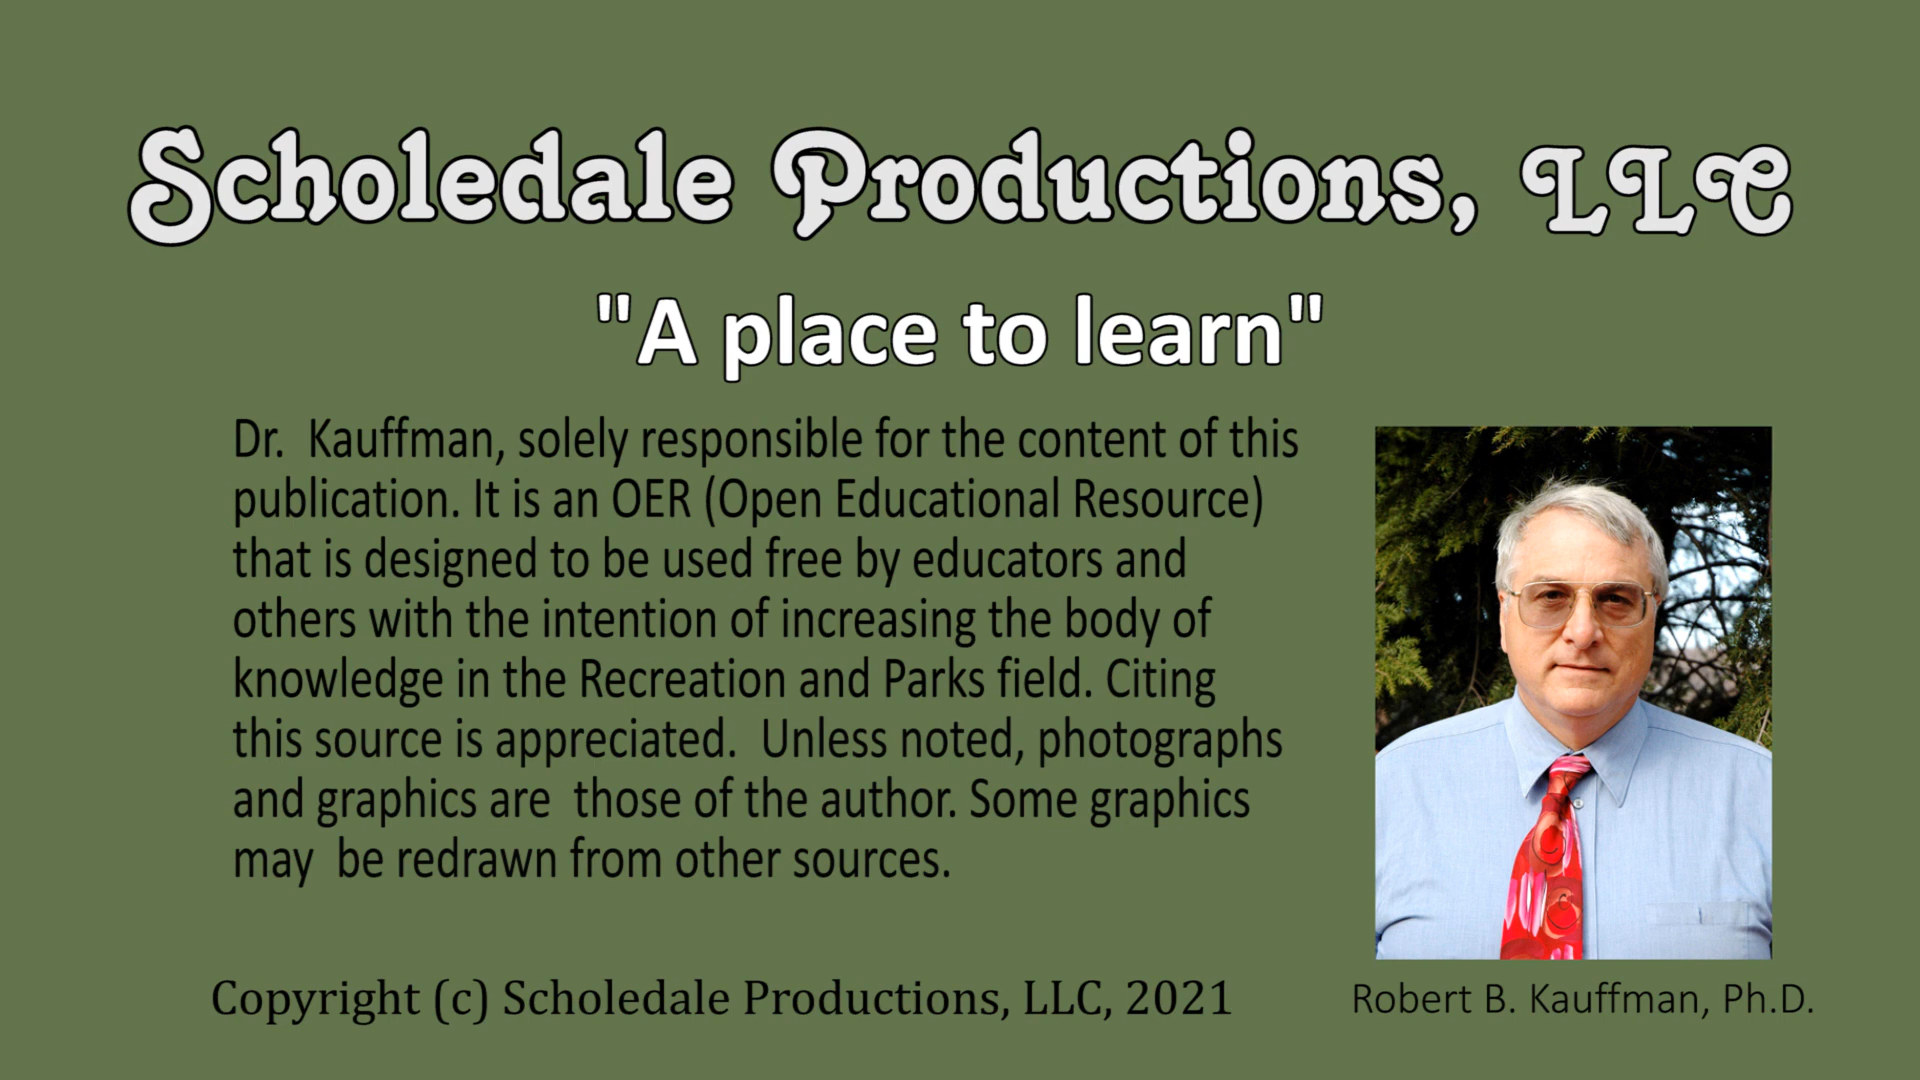 Scholedale Productions, LLC
"A place to learn"
Dr.  Kauffman, solely responsible for the content of this
publication. It is an OER (Open Educational Resource)
that is designed to be used free by educators and
others with the intention of increasing the body of
knowledge in the Recreation and Parks field. Citing
this source is appreciated.  Unless noted, photographs
and graphics are  those of the author. Some graphics
may  be redrawn from other sources.
Copyright (c) Scholedale Productions, LLC, 2021
Robert B. Kauffman, Ph.D.